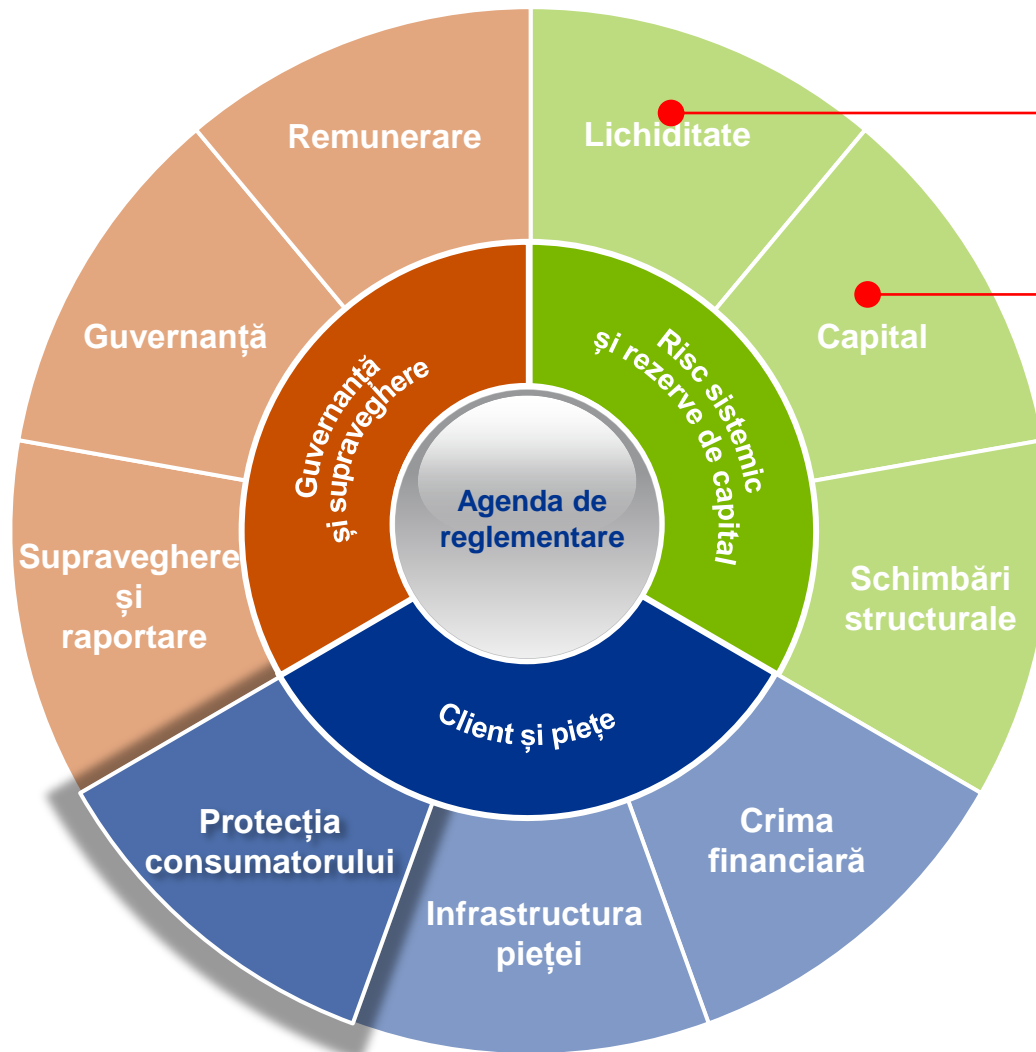 Remunerare
Lichiditate
Guvernanță
Capital
Guvernanță
și supraveghere
Risc sistemic
și rezerve de capital
Agenda de
reglementare
Supraveghere
și
raportare
Schimbări
structurale
Client și piețe
Protecția
consumatorului
Crima
financiară
Infrastructura
pieței